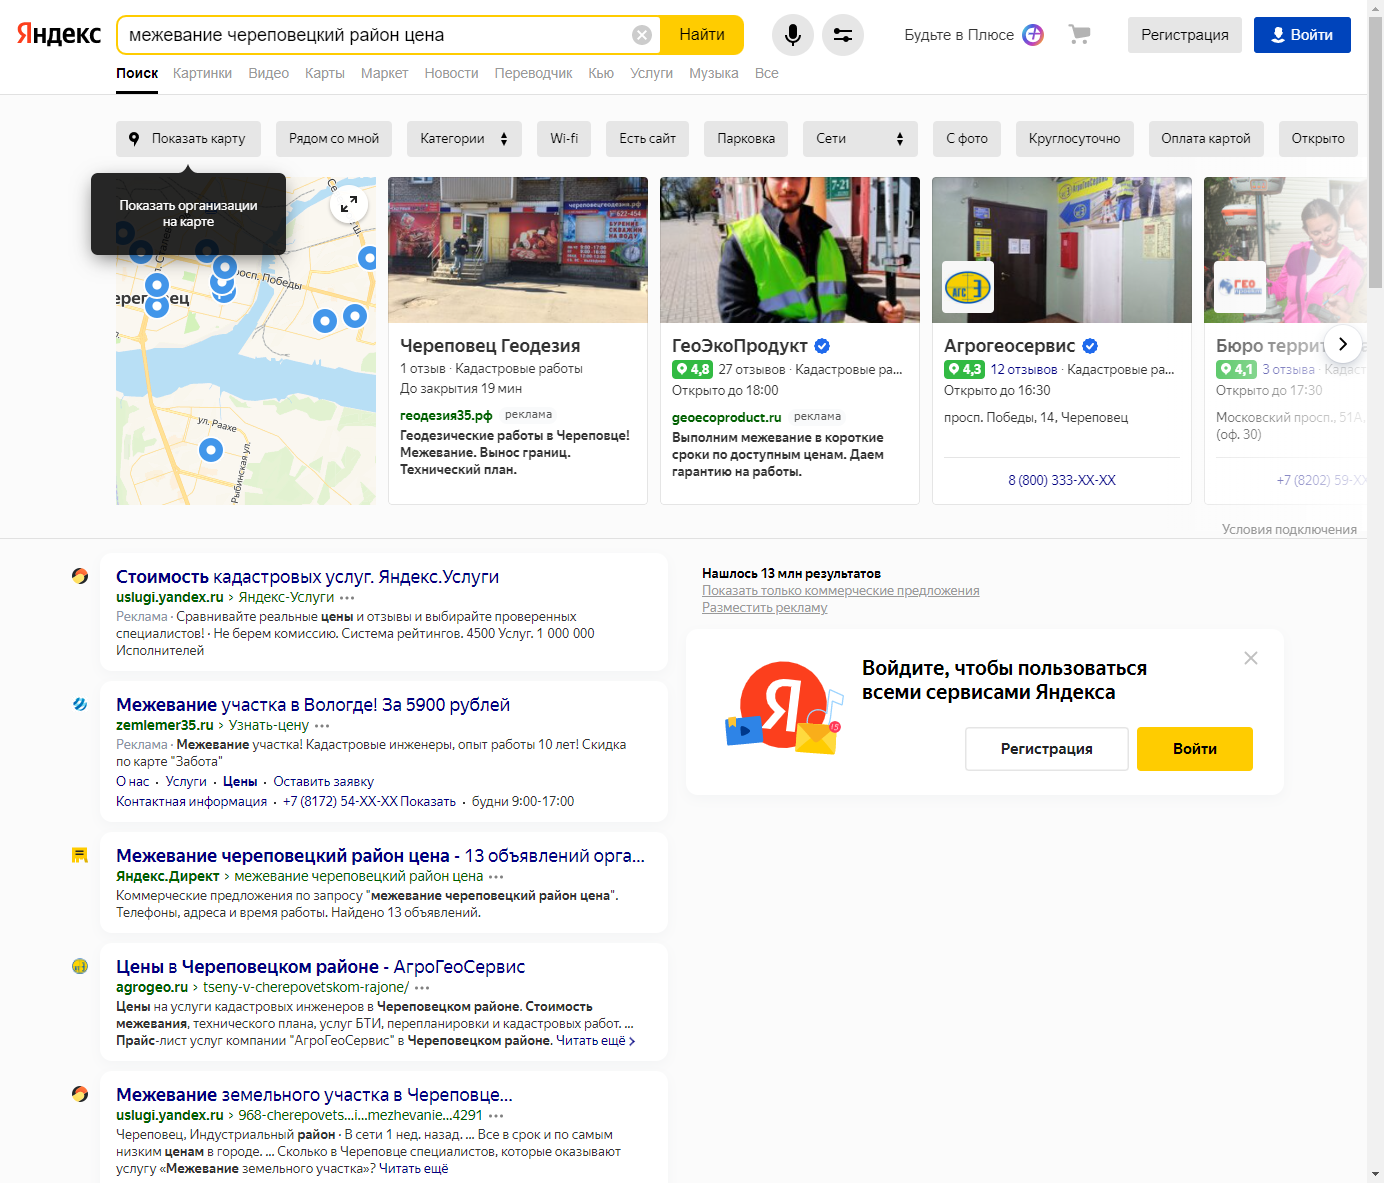 Яндекс
межевание череповецкий район цена
Найти
Будьте в Плюсе
Регистрация
Войти
Поиск Картинки Видео Карты Маркет Новости Переводчик Кью Услуги Музыка Все
Показать карту
Рядом со мной
Категории
Wi-fi
Есть сайт
Парковка
Сети
С фото
Круглосуточно
Оплата картой
Открыто
Показать организации
на карте
просп. Победы
ул. Раахе
Рыбинская ул.
череповецгеодезия.рф
622-454
БУРЕНИЕ
СКВАЖИН
НА ВОДУ
7-21
АГС
ГЕО
Череповец Геодезия
1 отзыв · Кадастровые работы
До закрытия 19 мин
геодезия35.рф реклама
Геодезические работы в Череповце!
Межевание. Вынос границ.
Технический план.
ГеоЭкоПродукт
4,8 27 отзывов · Кадастровые ра...
Открыто до 18:00
geoecoproduct.ru реклама
Выполним межевание в короткие
сроки по доступным ценам. Даем
гарантию на работы.
Агрогеосервис
4,3 12 отзывов · Кадастровые ра...
Открыто до 16:30
просп. Победы, 14, Череповец
8 (800) 333-XX-XX
Бюро террит
4,1 3 отзыва · Кадаст
Открыто до 17:30
Московский просп., 51А,
(оф. 30)
+7 (8202) 59-XX
Условия подключения
Стоимость кадастровых услуг. Яндекс.Услуги
uslugi.yandex.ru › Яндекс-Услуги
Реклама · Сравнивайте реальные цены и отзывы и выбирайте проверенных
специалистов! · Не берем комиссию. Система рейтингов. 4500 Услуг. 1 000 000
Исполнителей
Межевание участка в Вологде! За 5900 рублей
zemlemer35.ru › Узнать-цену
Реклама · Межевание участка! Кадастровые инженеры, опыт работы 10 лет! Скидка
по карте "Забота"
О нас · Услуги · Цены · Оставить заявку
Контактная информация · +7 (8172) 54-XX-XX Показать · будни 9:00-17:00
Межевание череповецкий район цена - 13 объявлений орга...
Яндекс.Директ › межевание череповецкий район цена
Коммерческие предложения по запросу "межевание череповецкий район цена".
Телефоны, адреса и время работы. Найдено 13 объявлений.
Цены в Череповецком районе - АгроГеоСервис
agrogeo.ru › tseny-v-cherepovetskom-rajone/
Цены на услуги кадастровых инженеров в Череповецком районе. Стоимость
межевания, технического плана, услуг БТИ, перепланировки и кадастровых работ. ...
Прайс-лист услуг компании "АгроГеоСервис" в Череповецком районе. Читать ещё ›
Межевание земельного участка в Череповце...
uslugi.yandex.ru › 968-cherepovets...i...mezhevanie...4291
Череповец, Индустриальный район · В сети 1 нед. назад. ... Все в срок и по самым
низким ценам в городе. ... Сколько в Череповце специалистов, которые оказывают
услугу «Межевание земельного участка»? Читать ещё
Нашлось 13 млн результатов
Показать только коммерческие предложения
Разместить рекламу
Я
15
Войдите, чтобы пользоваться
всеми сервисами Яндекса
Регистрация
Войти